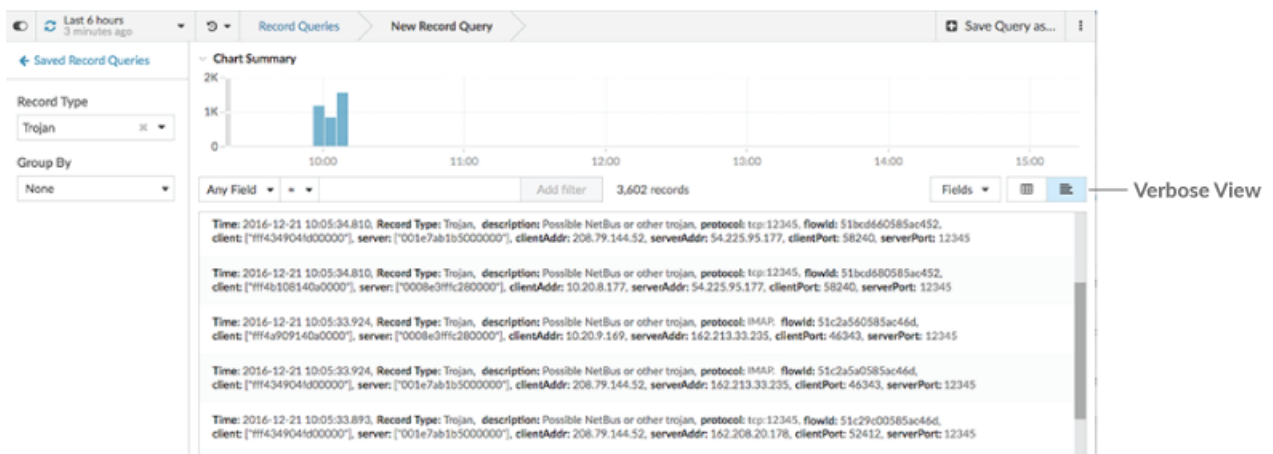 Last 6 hours
3 minutes ago
Record Queries
New Record Query
Save Query as...
Saved Record Queries
Record Type
Trojan
Group By
None
Chart Summary
2K
1K
0
10:00 11:00 12:00 13:00 14:00 15:00
Any Field = Add filter 3,602 records Fields
Verbose View
Time: 2016-12-21 10:05:34.810, Record Type: Trojan, description: Possible NetBus or other trojan, protocol: tcp:12345, flowId: 51bcd660585ac452,
client: ["fff434904fd00000"], server: ["001e7ab1b5000000"], clientAddr: 208.79.144.52, serverAddr: 54.225.95.177, clientPort: 58240, serverPort: 12345
Time: 2016-12-21 10:05:34.810, Record Type: Trojan, description: Possible NetBus or other trojan, protocol: tcp:12345, flowId: 51bcd680585ac452,
client: ["fff4b108140a0000"], server: ["0008e3fffc280000"], clientAddr: 10.20.8.177, serverAddr: 54.225.95.177, clientPort: 58240, serverPort: 12345
Time: 2016-12-21 10:05:33.924, Record Type: Trojan, description: Possible NetBus or other trojan, protocol: IMAP, flowId: 51c2a560585ac46d,
client: ["fff4a909140a0000"], server: ["0008e3fffc280000"], clientAddr: 10.20.9.169, serverAddr: 162.213.33.235, clientPort: 46343, serverPort: 12345
Time: 2016-12-21 10:05:33.924, Record Type: Trojan, description: Possible NetBus or other trojan, protocol: IMAP, flowId: 51c2a5a0585ac46d,
client: ["fff434904fd00000"], server: ["001e7ab1b5000000"], clientAddr: 208.79.144.52, serverAddr: 162.213.33.235, clientPort: 46343, serverPort: 12345
Time: 2016-12-21 10:05:33.893, Record Type: Trojan, description: Possible NetBus or other trojan, protocol: tcp:12345, flowId: 51c29c00585ac46d,
client: ["fff434904fd00000"], server: ["001e7ab1b5000000"], clientAddr: 208.79.144.52, serverAddr: 162.208.20.178, clientPort: 52412, serverPort: 12345